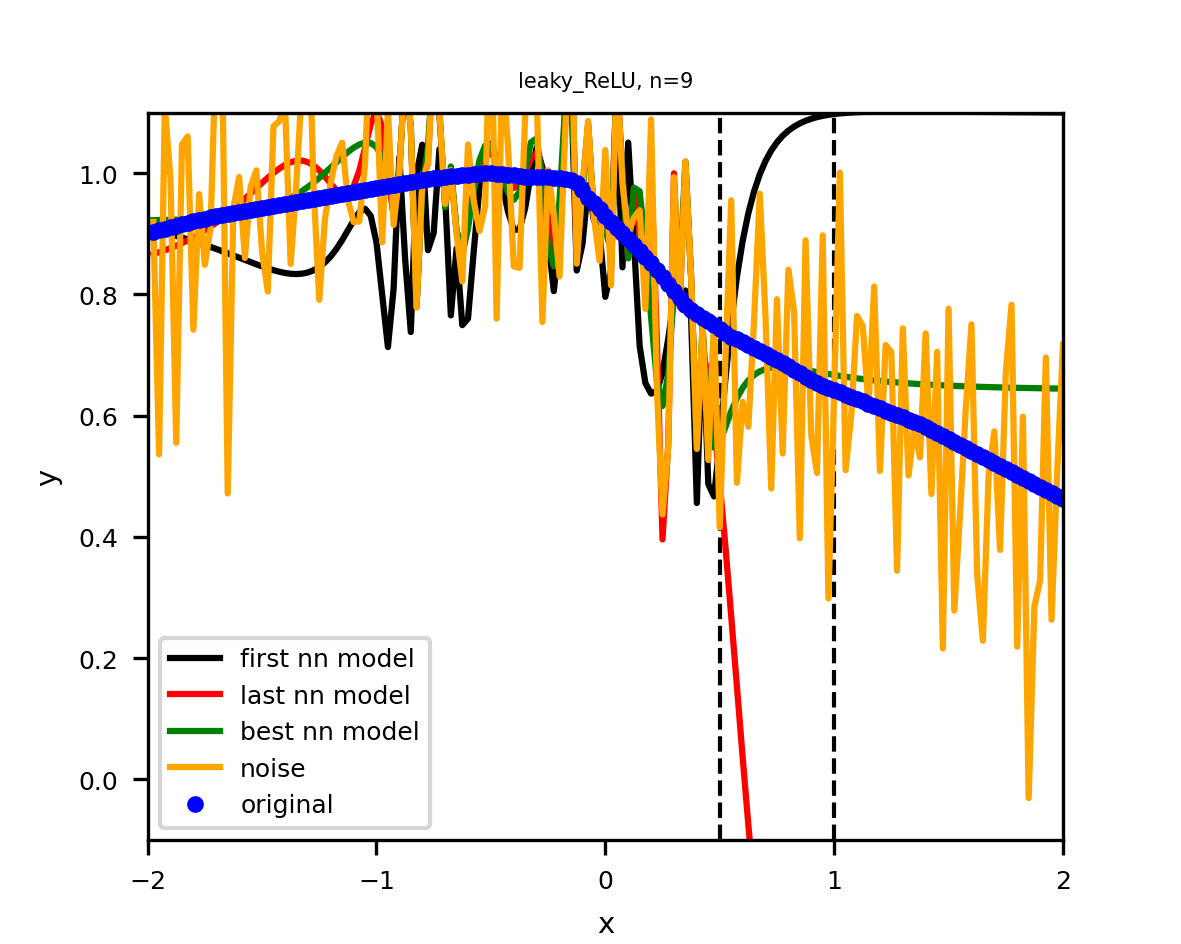 leaky_ReLU, n=9
y
1.0
0.8
0.6
0.4
0.2
0.0
first nn model
last nn model
best nn model
noise
original
−2
−1
0
1
2
x